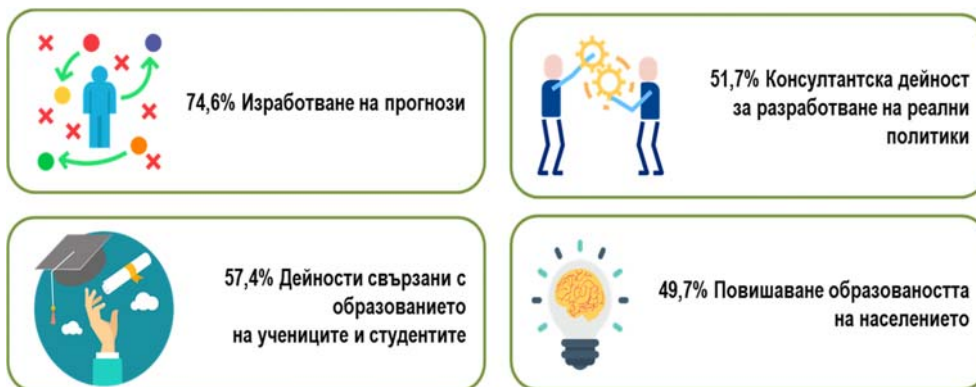 74,6% Изработване на прогнози
51,7% Консултантска дейност
за разработване на реални
политики
57,4% Дейности свързани с
образованието
на учениците и студентите
49,7% Повишаване образоваността
на населението